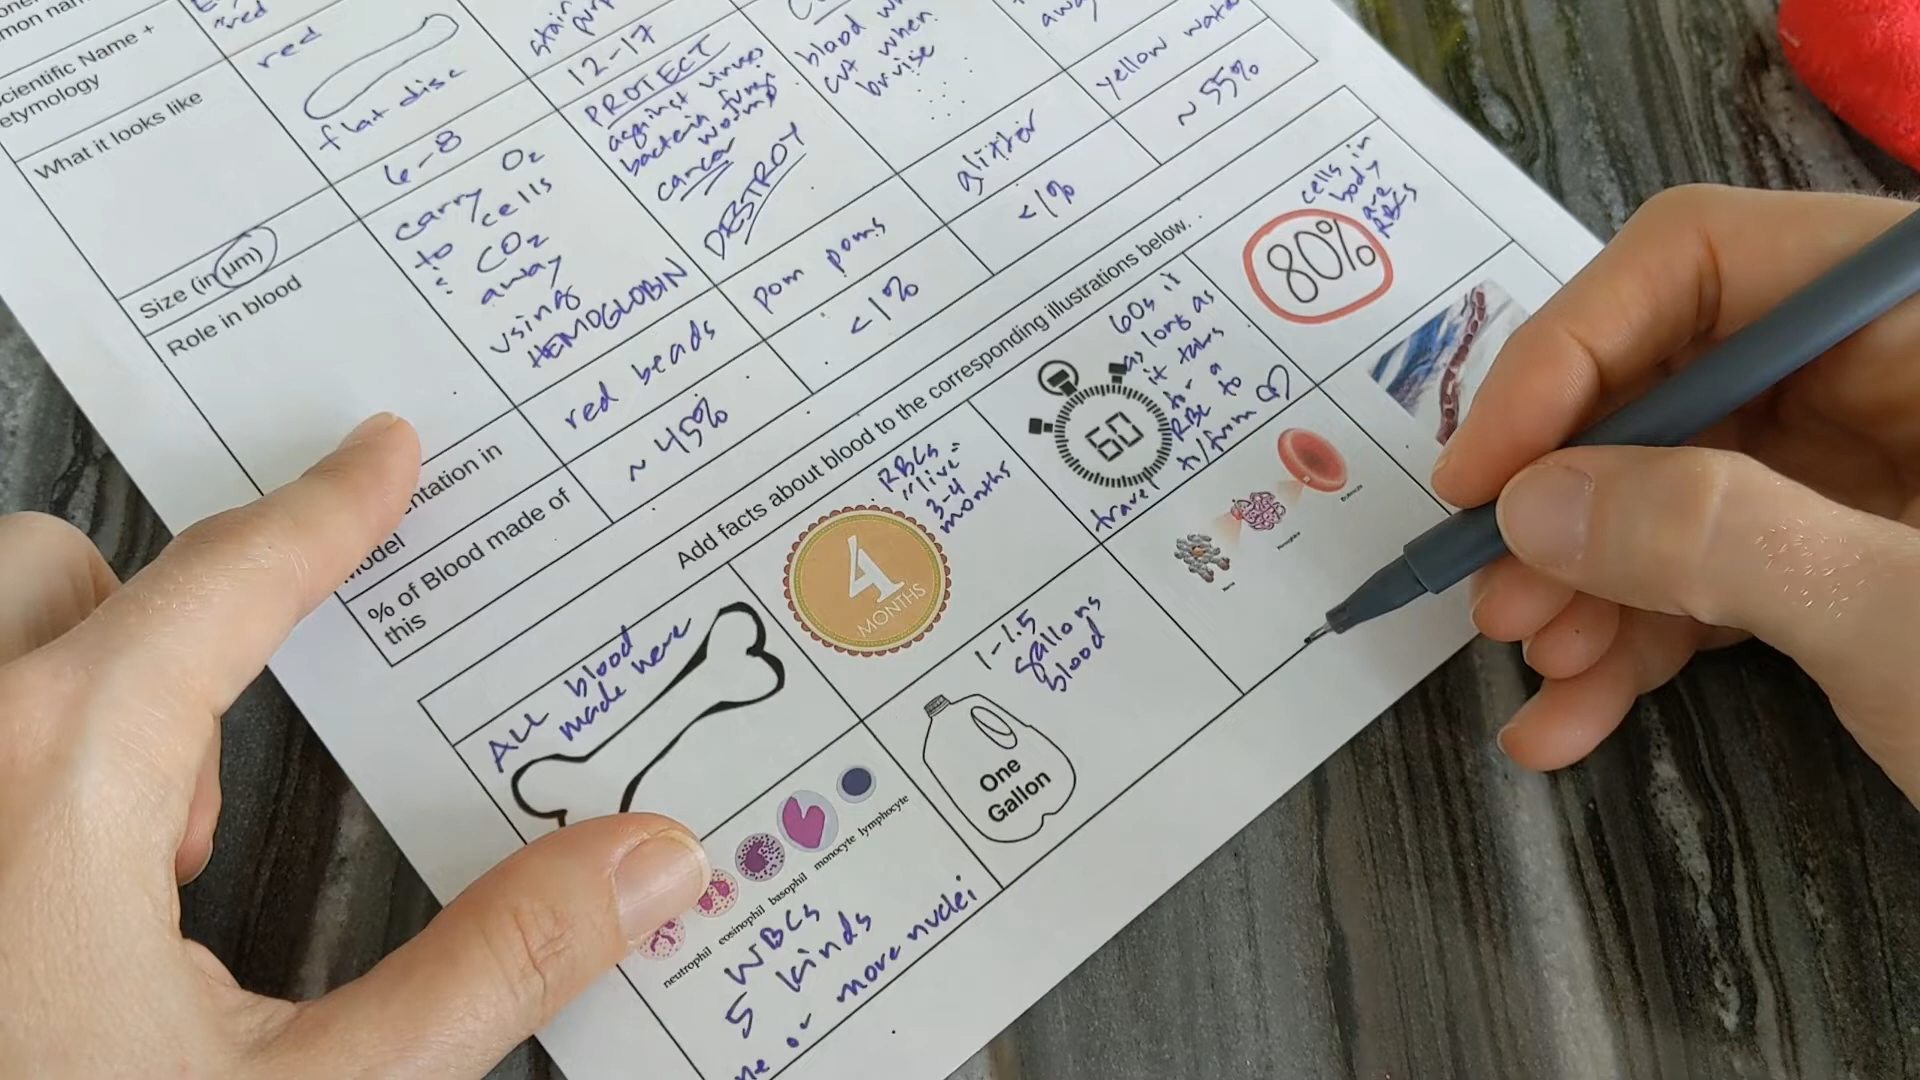 red
flat disc
6-8
carry O₂
to cells
CO₂
away
using
HEMOGLOBIN
red beads
~ 45%
12-17
PROTECT
against viruses
bacteria fungi
worms
cancer
DESTROY
pom poms
<1%
blood
cut when
bruise
glitter
<1%
yellow water
~ 55%
etymology
What it looks like
Size (in µm)
Role in blood
Model
% of Blood made of
this
Add facts about blood to the corresponding illustrations below.
ALL blood
made here
RBCs
"live"
3-4
months
4
MONTHS
60s is
as long as
it takes
for a
RBC to
travel to/from
60
cells in
body
are
RBCs
80%
neutrophil eosinophil basophil monocyte lymphocyte
WBCs
5 kinds
or more nuclei
1-1.5
gallons
blood
One
Gallon